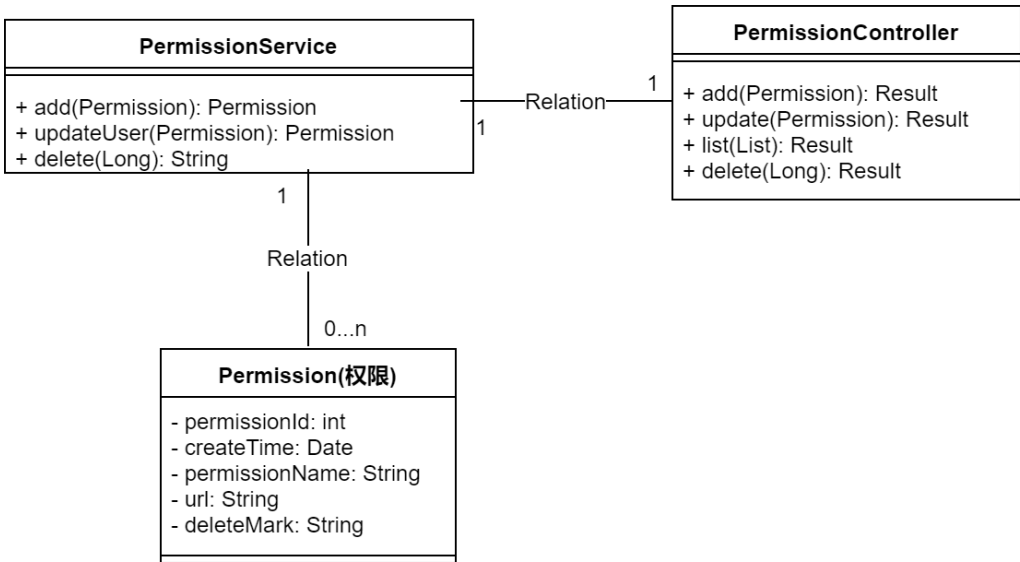 PermissionService
+ add(Permission): Permission
+ updateUser(Permission): Permission
+ delete(Long): String
1
Relation
1
PermissionController
+ add(Permission): Result
+ update(Permission): Result
+ list(List): Result
+ delete(Long): Result
1
Relation
0...n
Permission(权限)
- permissionId: int
- createTime: Date
- permissionName: String
- url: String
- deleteMark: String